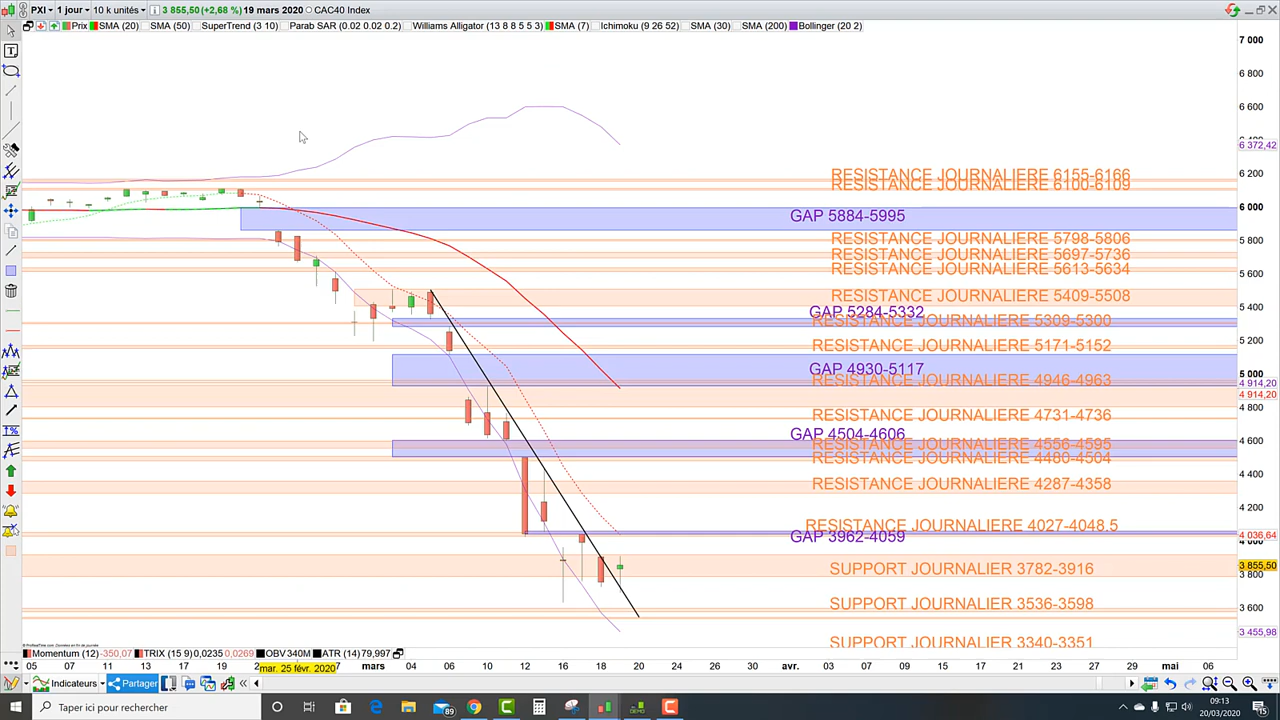 PXI 1 jour 10 k unités 3 855,50(+2,68 %) 19 mars 2020 CAC40 Index
Prix SMA (20) SMA (50) SuperTrend (3 10) Parab SAR (0.02 0.02 0.2) Williams Alligator (13 8 8 5 5 3) SMA (7) Ichimoku (9 26 52) SMA (30) SMA (200) Bollinger (20 2)
7 000
6 800
6 600
6 372,42
RESISTANCE JOURNALIERE 6155-6166
6 200
RESISTANCE JOURNALIERE 6100-6109
6 000
GAP 5884-5995
RESISTANCE JOURNALIERE 5798-5806
5 800
RESISTANCE JOURNALIERE 5697-5736
RESISTANCE JOURNALIERE 5613-5634
5 600
RESISTANCE JOURNALIERE 5409-5508
5 400
GAP 5284-5332
RESISTANCE JOURNALIERE 5309-5300
5 200
RESISTANCE JOURNALIERE 5171-5152
GAP 4930-5117
5 000
RESISTANCE JOURNALIERE 4946-4963
4 914,20
4 914,20
4 800
RESISTANCE JOURNALIERE 4731-4736
GAP 4504-4606
4 600
RESISTANCE JOURNALIERE 4556-4595
RESISTANCE JOURNALIERE 4480-4504
4 400
RESISTANCE JOURNALIERE 4287-4358
4 200
RESISTANCE JOURNALIERE 4027-4048.5
4 036,64
GAP 3962-4059
4 000
3 855,50
SUPPORT JOURNALIER 3782-3916
3 800
SUPPORT JOURNALIER 3536-3598
3 600
3 455,98
SUPPORT JOURNALIER 3340-3351
Momentum (12) -350,07 TRIX (15 9) 0,0235 0,0269 OBV 340M ATR (14) 79,997
05 07 11 13 17 19 2 mar. 25 févr. 2020 7 mars 04 06 10 12 16 18 20 24 26 30 avr. 03 07 09 15 17 21 23 27 29 mai 06
Indicateurs Partager
Taper ici pour rechercher
89
DEMO
09:13
20/03/2020
15